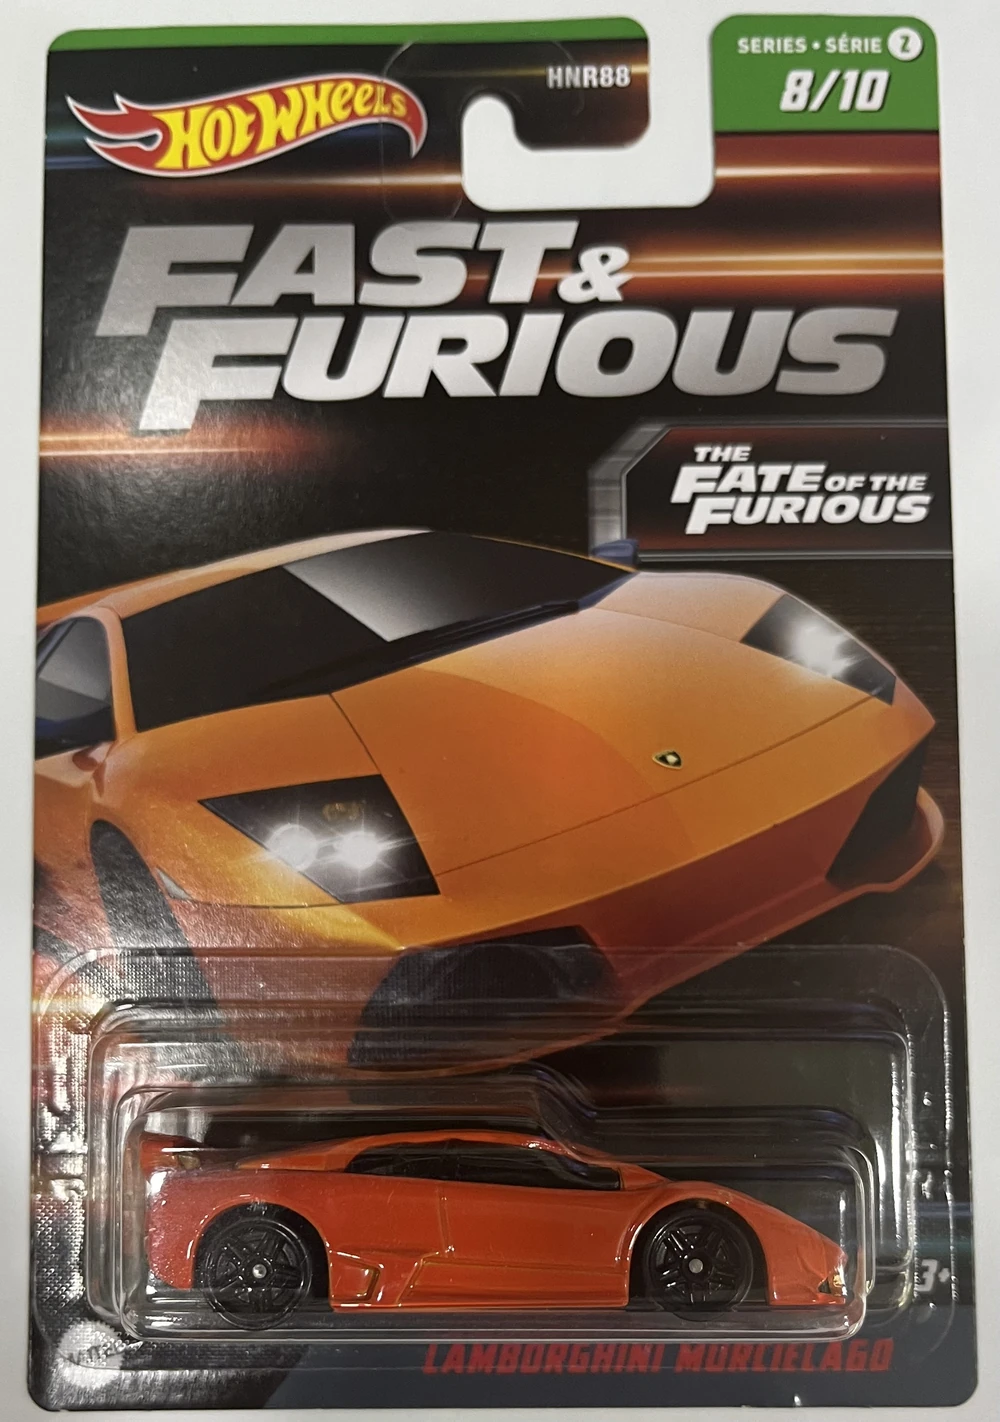 SERIES • SÉRIE 2
8/10
HNR88
HOT WHEELS
FAST &
FURIOUS
THE
FATE OF THE
FURIOUS
3+
LAMBORGHINI MURCIELAGO